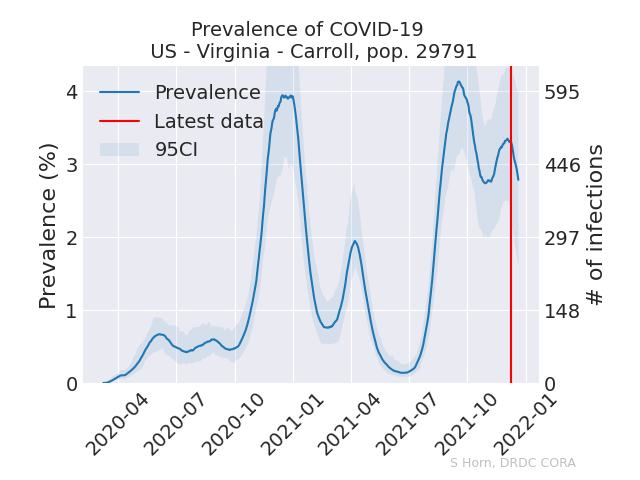 Prevalence of COVID-19
US - Virginia - Carroll, pop. 29791
Prevalence
Latest data
95CI
Prevalence (%)
4
3
2
1
0
595
446
297
148
0
# of infections
2020-04
2020-07
2020-10
2021-01
2021-04
2021-07
2021-10
2022-01
S Horn, DRDC CORA